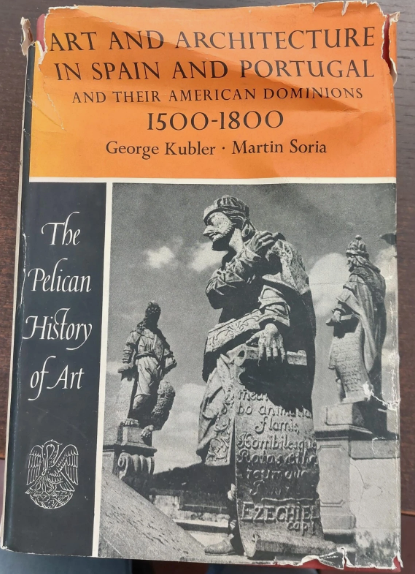 ART AND ARCHITECTURE
IN SPAIN AND PORTUGAL
AND THEIR AMERICAN DOMINIONS
1500-1800
George Kubler · Martin Soria
The
Pelican
History
of Art
flamis
EZECHIEL